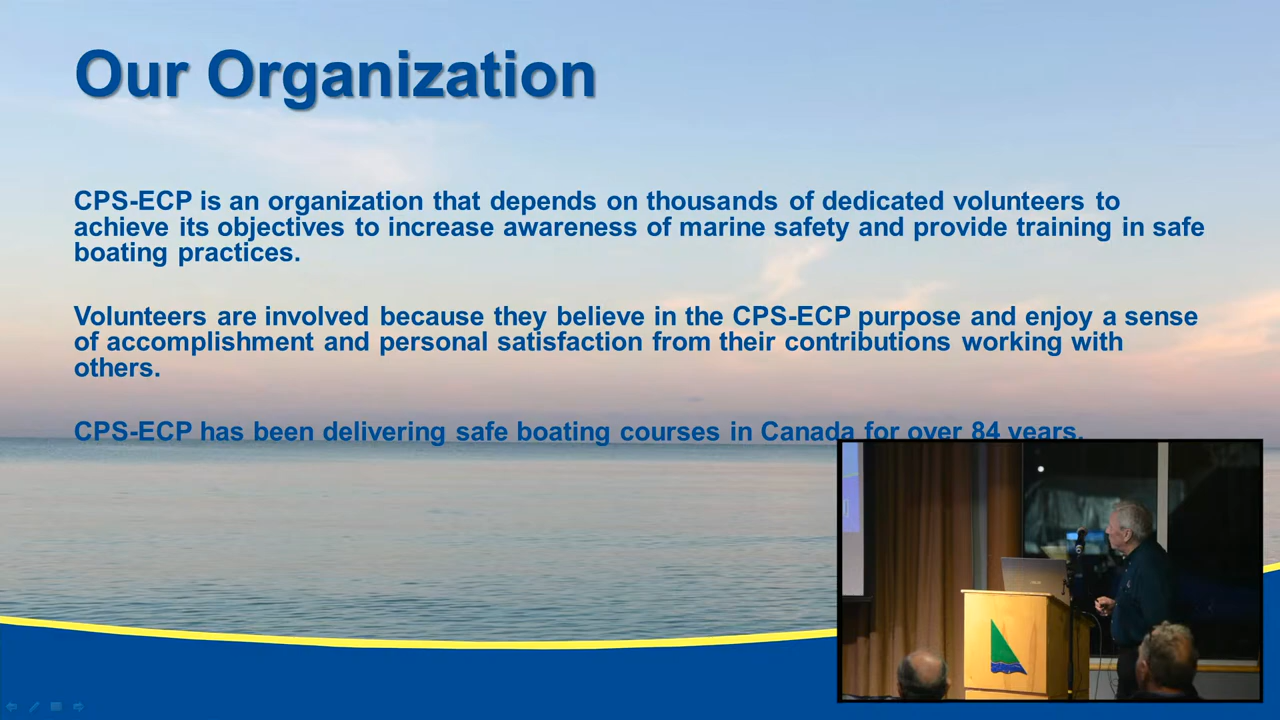 Our Organization
CPS-ECP is an organization that depends on thousands of dedicated volunteers to
achieve its objectives to increase awareness of marine safety and provide training in safe
boating practices.
Volunteers are involved because they believe in the CPS-ECP purpose and enjoy a sense
of accomplishment and personal satisfaction from their contributions working with
others.
CPS-ECP has been delivering safe boating courses in Canada for over 84 years.